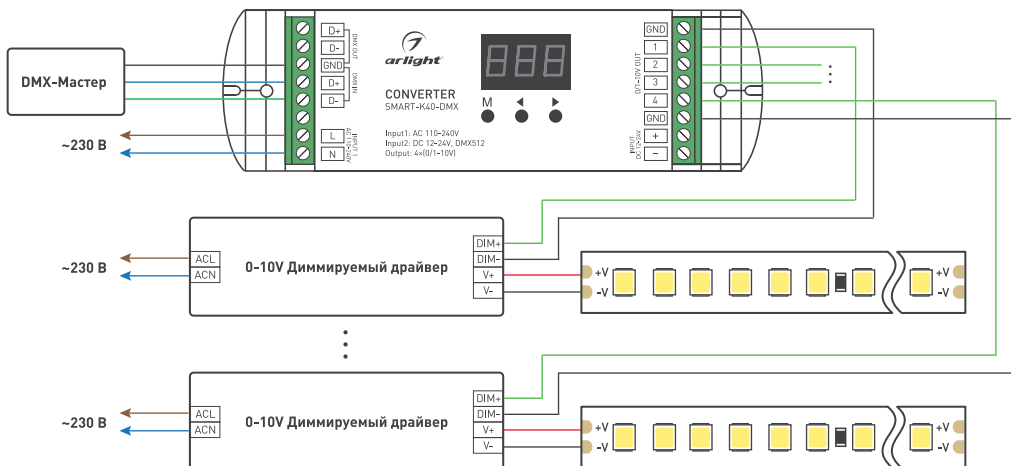 DMX-Мастер
~230 В
D+
D-
GND
D+
D-
L
N
DMX OUT
DMX IN
INPUT 1
AC 110-240V
arlight
CONVERTER
SMART-K40-DMX
Input1: AC 110-240V
Input2: DC 12-24V, DMX512
Output: 4×(0/1-10V)
888
M
GND
1
2
3
4
GND
+
−
0/1-10V OUT
INPUT
DC 12-24V
~230 В
ACL
ACN
0-10V Диммируемый драйвер
DIM+
DIM-
V+
V-
+V
-V
+V
-V
~230 В
ACL
ACN
0-10V Диммируемый драйвер
DIM+
DIM-
V+
V-
+V
-V
+V
-V